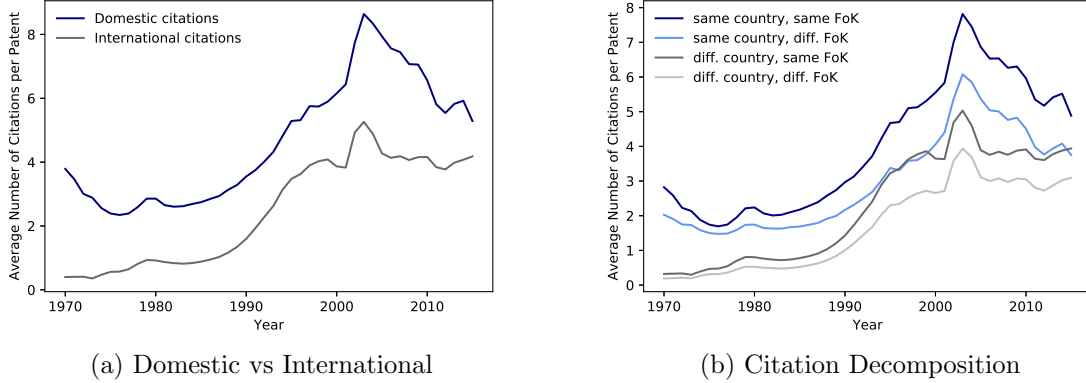 Average Number of Citations per Patent
Domestic citations
International citations
8
6
4
2
0
1970 1980 1990 2000 2010
Year
(a) Domestic vs International
Average Number of Citations per Patent
same country, same FoK
same country, diff. FoK
diff. country, same FoK
diff. country, diff. FoK
8
7
6
5
4
3
2
1
0
1970 1980 1990 2000 2010
Year
(b) Citation Decomposition